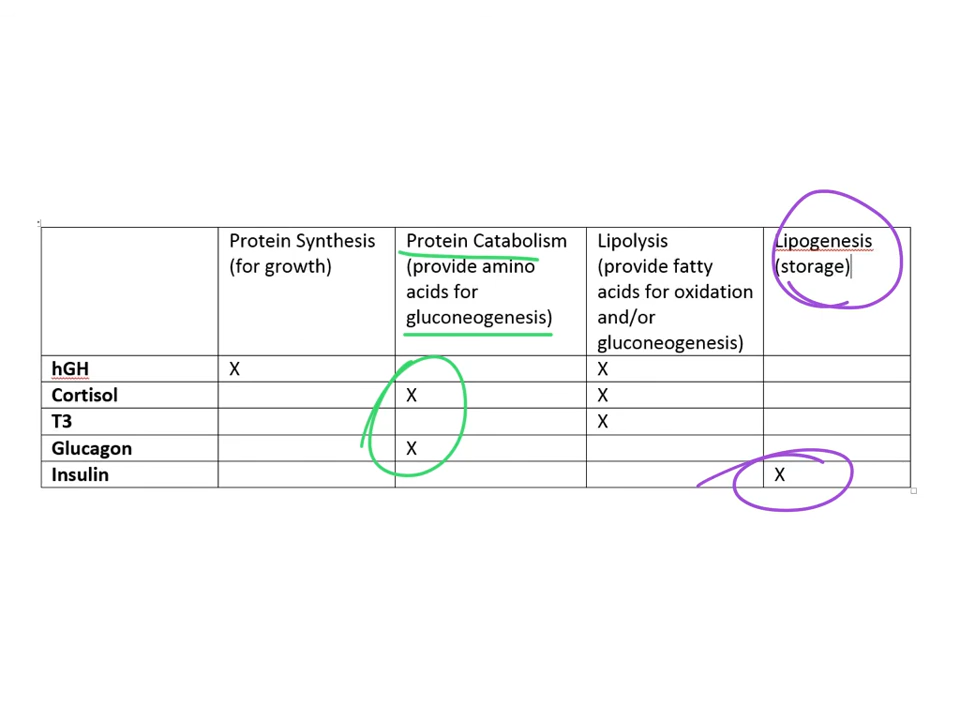 Protein Synthesis (for growth)
Protein Catabolism (provide amino acids for gluconeogenesis)
Lipolysis (provide fatty acids for oxidation and/or gluconeogenesis)
Lipogenesis (storage)
hGH X X
Cortisol X X
T3 X
Glucagon X
Insulin X